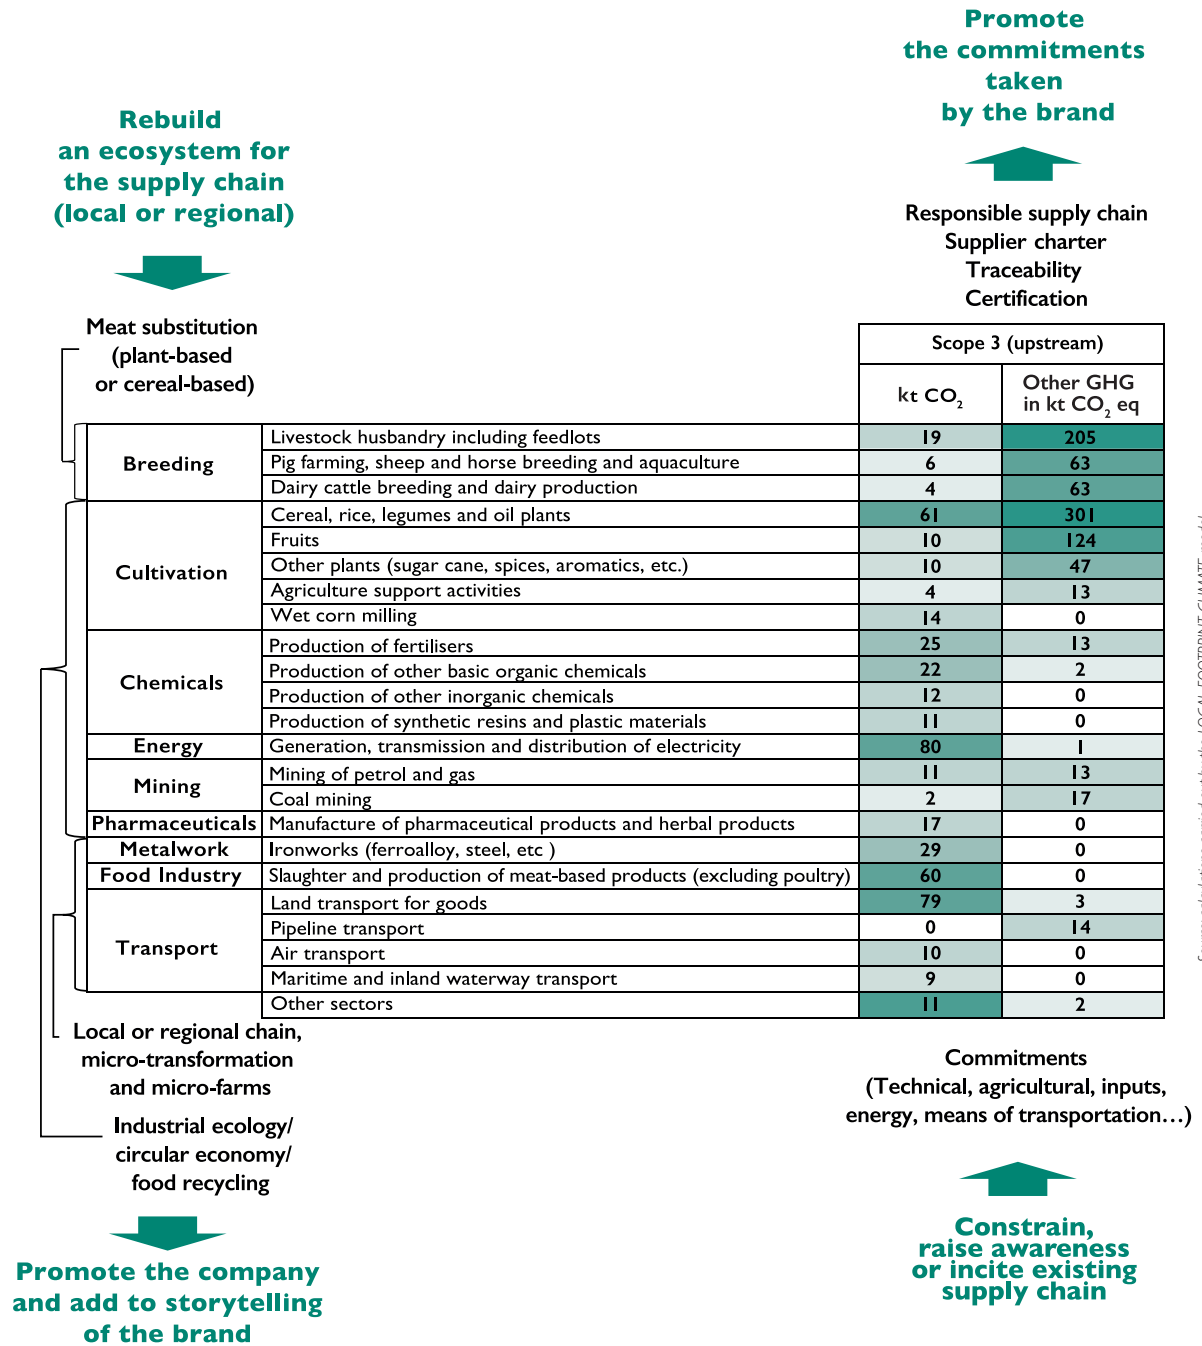 Promote
the commitments
taken
by the brand
Rebuild
an ecosystem for
the supply chain
(local or regional)
Responsible supply chain
Supplier charter
Traceability
Certification
Meat substitution
(plant-based
or cereal-based)
Scope 3 (upstream)
kt CO2
Other GHG
in kt CO2 eq
Breeding
Livestock husbandry including feedlots 19 205
Pig farming, sheep and horse breeding and aquaculture 6 63
Dairy cattle breeding and dairy production 4 63
Cultivation
Cereal, rice, legumes and oil plants 61 301
Fruits 10 124
Other plants (sugar cane, spices, aromatics, etc.) 10 47
Agriculture support activities 4 13
Wet corn milling 14 0
Chemicals
Production of fertilisers 25 13
Production of other basic organic chemicals 22 2
Production of other inorganic chemicals 12 0
Production of synthetic resins and plastic materials 11 0
Energy Generation, transmission and distribution of electricity 80 1
Mining
Mining of petrol and gas 11 13
Coal mining 2 17
Pharmaceuticals Manufacture of pharmaceutical products and herbal products 17 0
Metalwork Ironworks (ferroalloy, steel, etc ) 29 0
Food Industry Slaughter and production of meat-based products (excluding poultry) 60 0
Transport
Land transport for goods 79 3
Pipeline transport 0 14
Air transport 10 0
Maritime and inland waterway transport 9 0
Other sectors 11 2
Local or regional chain,
micro-transformation
and micro-farms
Industrial ecology/
circular economy/
food recycling
Promote the company
and add to storytelling
of the brand
Commitments
(Technical, agricultural, inputs,
energy, means of transportation…)
Constrain,
raise awareness
or incite existing
supply chain